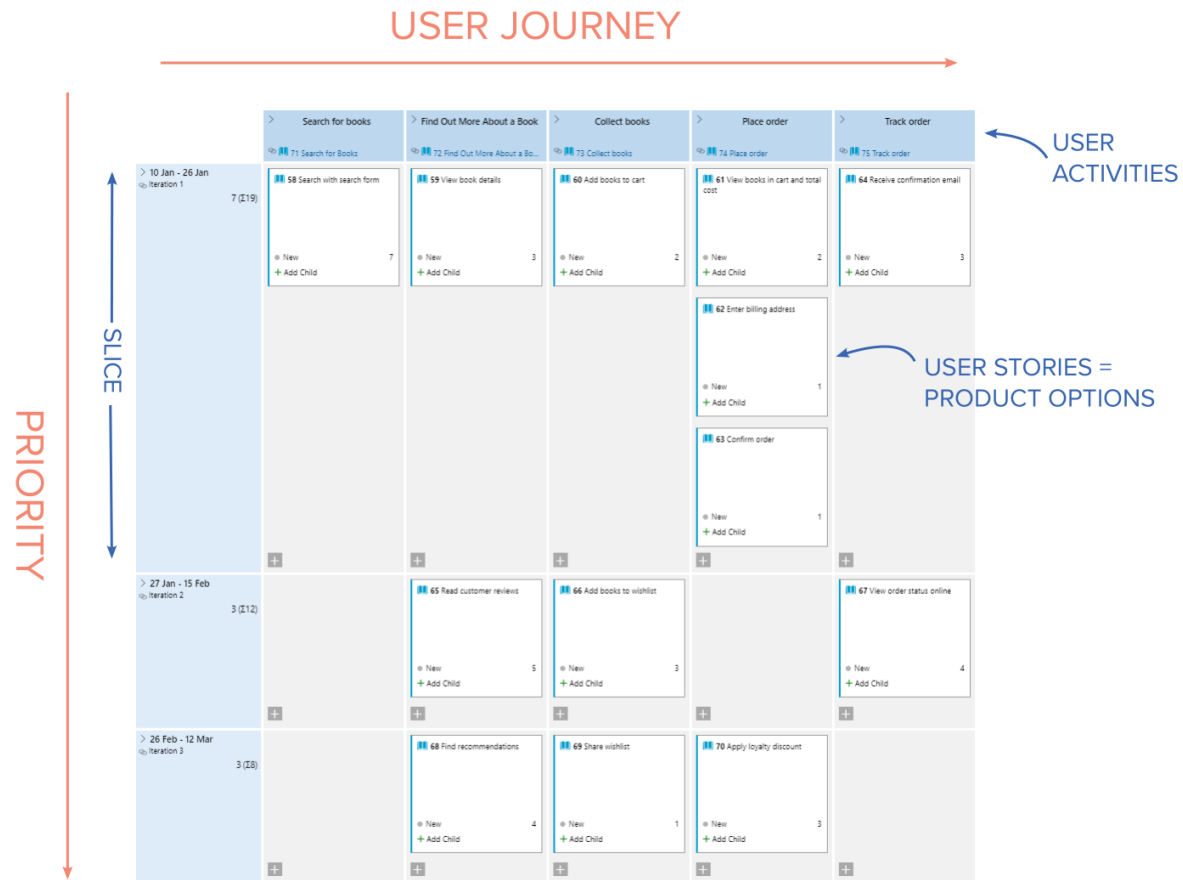 USER JOURNEY
Search for books
Find Out More About a Book
Collect books
Place order
Track order
71 Search for Books
72 Find Out More About a Bo...
73 Collect books
74 Place order
75 Track order
USER
ACTIVITIES
10 Jan - 26 Jan
Iteration 1
7 (Σ19)
58 Search with search form
New 7
+ Add Child
59 View book details
New 3
+ Add Child
60 Add books to cart
New 2
+ Add Child
61 View books in cart and total
cost
New 2
+ Add Child
64 Receive confirmation email
New 3
+ Add Child
62 Enter billing address
New 1
+ Add Child
63 Confirm order
New 1
+ Add Child
SLICE
USER STORIES =
PRODUCT OPTIONS
PRIORITY
27 Jan - 15 Feb
Iteration 2
3 (Σ12)
65 Read customer reviews
New 5
+ Add Child
66 Add books to wishlist
New 3
+ Add Child
67 View order status online
New 4
+ Add Child
26 Feb - 12 Mar
Iteration 3
3 (Σ8)
68 Find recommendations
New 4
+ Add Child
69 Share wishlist
New 1
+ Add Child
70 Apply loyalty discount
New 3
+ Add Child